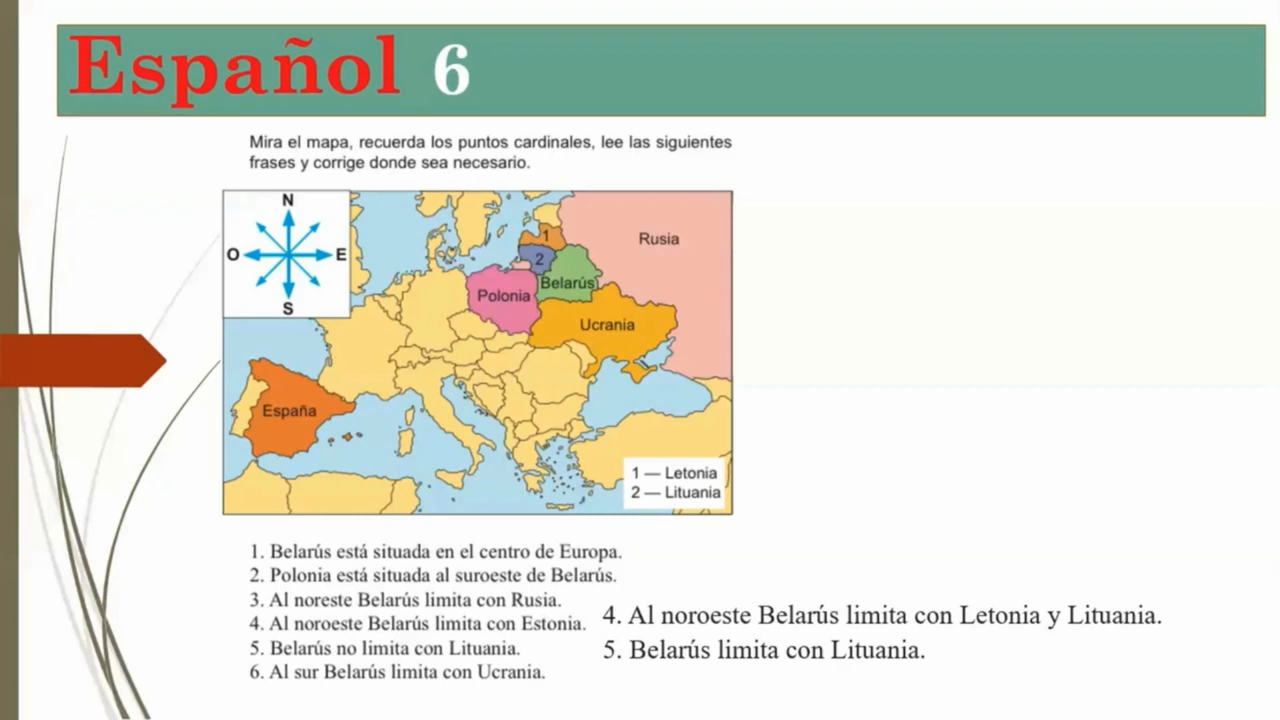 Español 6
Mira el mapa, recuerda los puntos cardinales, lee las siguientes
frases y corrige donde sea necesario.
N
O
E
S
1
2
Rusia
Belarús
Polonia
Ucrania
España
1 — Letonia
2 — Lituania
1. Belarús está situada en el centro de Europa.
2. Polonia está situada al suroeste de Belarús.
3. Al noreste Belarús limita con Rusia.
4. Al noroeste Belarús limita con Estonia.
5. Belarús no limita con Lituania.
6. Al sur Belarús limita con Ucrania.
4. Al noroeste Belarús limita con Letonia y Lituania.
5. Belarús limita con Lituania.